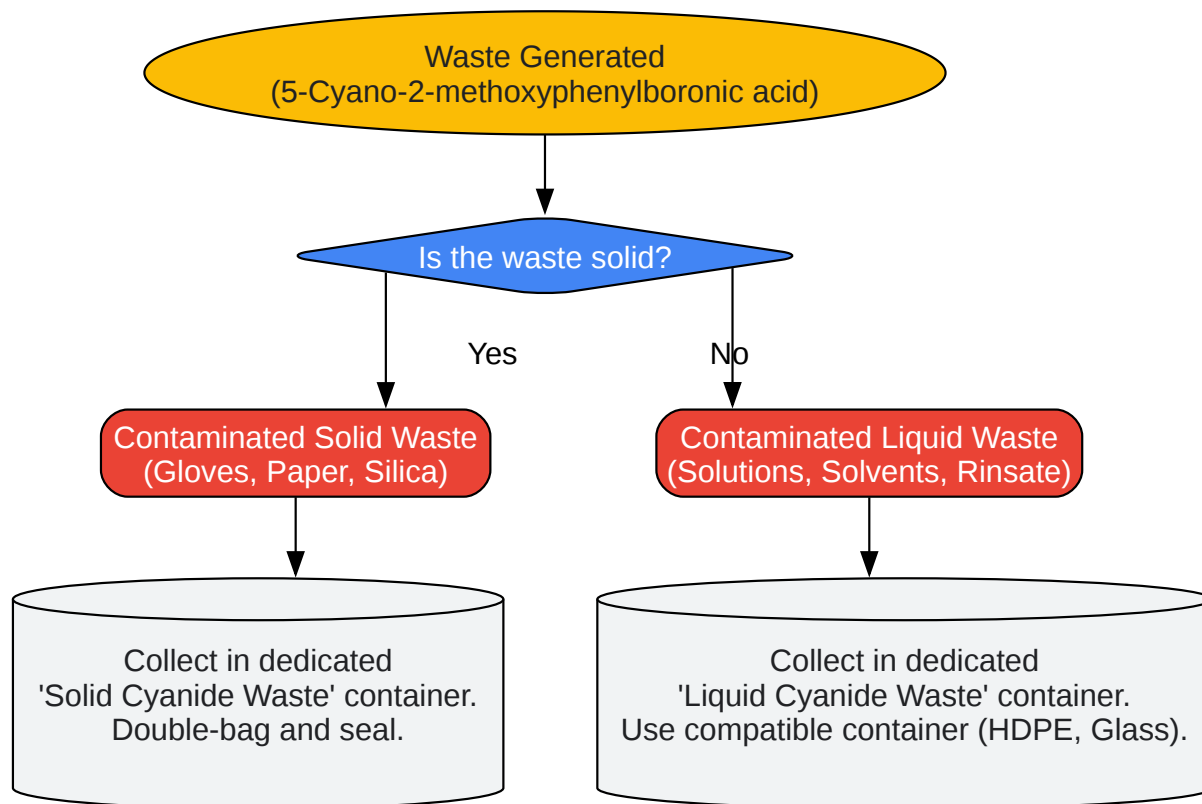 Waste Generated
(5-Cyano-2-methoxyphenylboronic acid)
Is the waste solid?
Yes
No
Contaminated Solid Waste
(Gloves, Paper, Silica)
Contaminated Liquid Waste
(Solutions, Solvents, Rinsate)
Collect in dedicated
'Solid Cyanide Waste' container.
Double-bag and seal.
Collect in dedicated
'Liquid Cyanide Waste' container.
Use compatible container (HDPE, Glass).